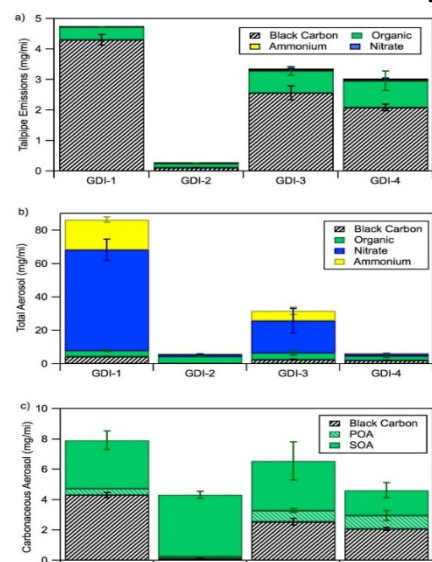 a)
Black Carbon
Organic
Ammonium
Nitrate
Tailpipe Emissions (mg/mi)
5
4
3
2
1
0
GDI-1
GDI-2
GDI-3
GDI-4
b)
Black Carbon
Organic
Nitrate
Ammonium
Total Aerosol (mg/mi)
80
60
40
20
0
GDI-1
GDI-2
GDI-3
GDI-4
c)
Black Carbon
POA
SOA
Carbonaceous Aerosol (mg/mi)
10
8
6
4
2
0